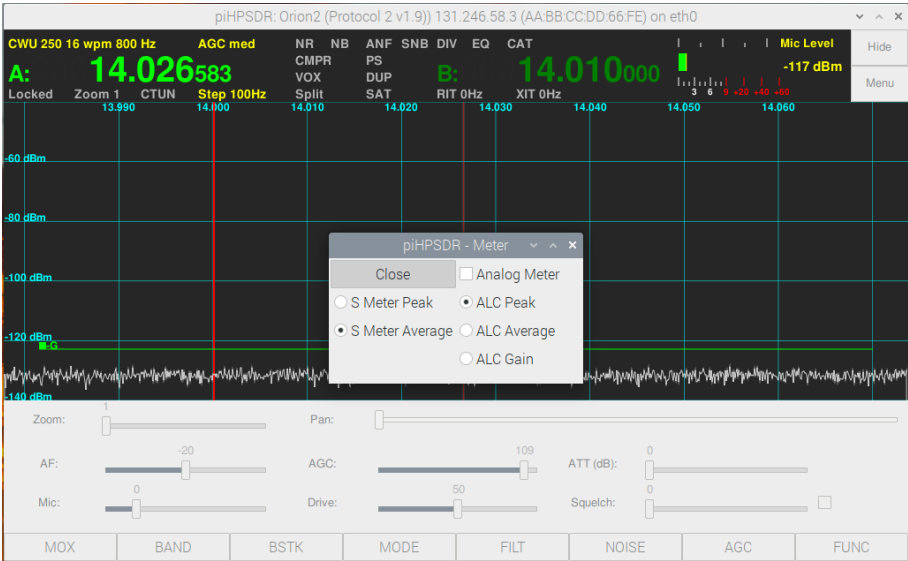 piHPSDR: Orion2 (Protocol 2 v1.9)) 131.246.58.3 (AA:BB:CC:DD:66:FE) on eth0
CWU 250 16 wpm 800 Hz AGC med NR NB ANF SNB DIV EQ CAT Mic Level Hide
CMPR PS
A: 14.026583 VOX DUP B: 14.010000 -117 dBm
Locked Zoom 1 CTUN Step 100Hz Split SAT RIT 0Hz XIT 0Hz 3 6 9 +20 +40 +60 Menu
13.990 14.000 14.010 14.020 14.030 14.040 14.050 14.060
-60 dBm
-80 dBm
piHPSDR - Meter
Close Analog Meter
-100 dBm
S Meter Peak ALC Peak
S Meter Average ALC Average
-120 dBm
-G
ALC Gain
-140 dBm
1
Zoom: Pan:
-20 109 0
AF: AGC: ATT (dB):
0 50 0
Mic: Drive: Squelch:
MOX BAND BSTK MODE FILT NOISE AGC FUNC